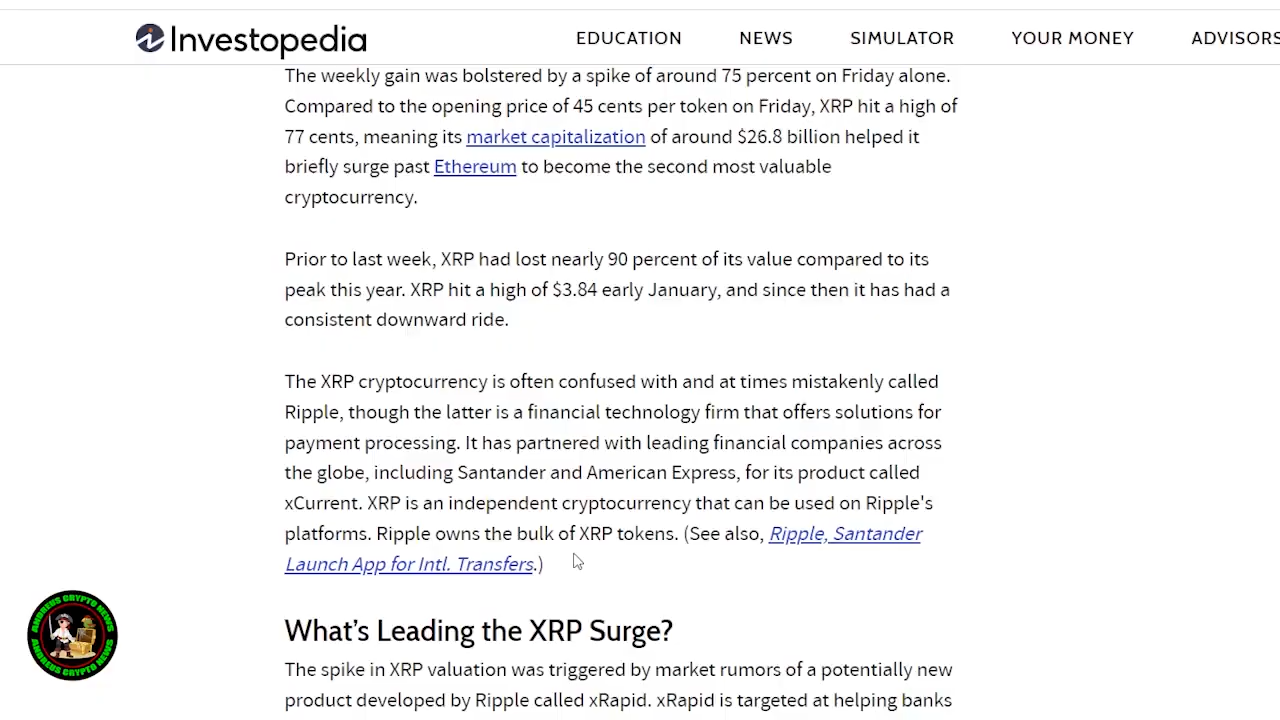 Investopedia
EDUCATION NEWS SIMULATOR YOUR MONEY ADVISORS
The weekly gain was bolstered by a spike of around 75 percent on Friday alone.
Compared to the opening price of 45 cents per token on Friday, XRP hit a high of
77 cents, meaning its market capitalization of around $26.8 billion helped it
briefly surge past Ethereum to become the second most valuable
cryptocurrency.
Prior to last week, XRP had lost nearly 90 percent of its value compared to its
peak this year. XRP hit a high of $3.84 early January, and since then it has had a
consistent downward ride.
The XRP cryptocurrency is often confused with and at times mistakenly called
Ripple, though the latter is a financial technology firm that offers solutions for
payment processing. It has partnered with leading financial companies across
the globe, including Santander and American Express, for its product called
xCurrent. XRP is an independent cryptocurrency that can be used on Ripple's
platforms. Ripple owns the bulk of XRP tokens. (See also, Ripple, Santander
Launch App for Intl. Transfers.)
What's Leading the XRP Surge?
The spike in XRP valuation was triggered by market rumors of a potentially new
product developed by Ripple called xRapid. xRapid is targeted at helping banks
ANDREUS CRYPTO NEWS
ANDREUS CRYPTO NEWS